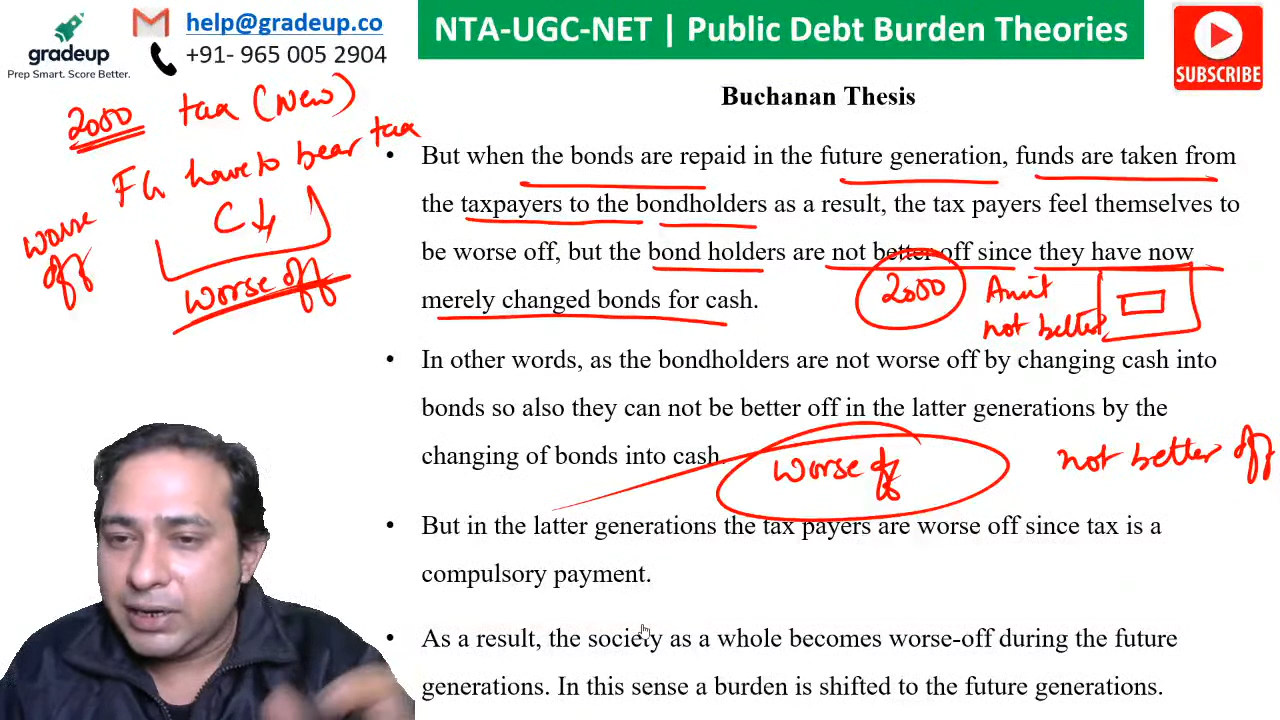 gradeup
Prep Smart. Score Better.
help@gradeup.co
+91- 965 005 2904
NTA-UGC-NET | Public Debt Burden Theories
SUBSCRIBE
Buchanan Thesis
2000 tax (New)
FG have to bear tax
C↓
worse off
worse off
• But when the bonds are repaid in the future generation, funds are taken from
the taxpayers to the bondholders as a result, the tax payers feel themselves to
be worse off, but the bond holders are not better off since they have now
merely changed bonds for cash.
2000 Amit
not better
• In other words, as the bondholders are not worse off by changing cash into
bonds so also they can not be better off in the latter generations by the
changing of bonds into cash.
worse off
not better off
• But in the latter generations the tax payers are worse off since tax is a
compulsory payment.
• As a result, the society as a whole becomes worse-off during the future
generations. In this sense a burden is shifted to the future generations.